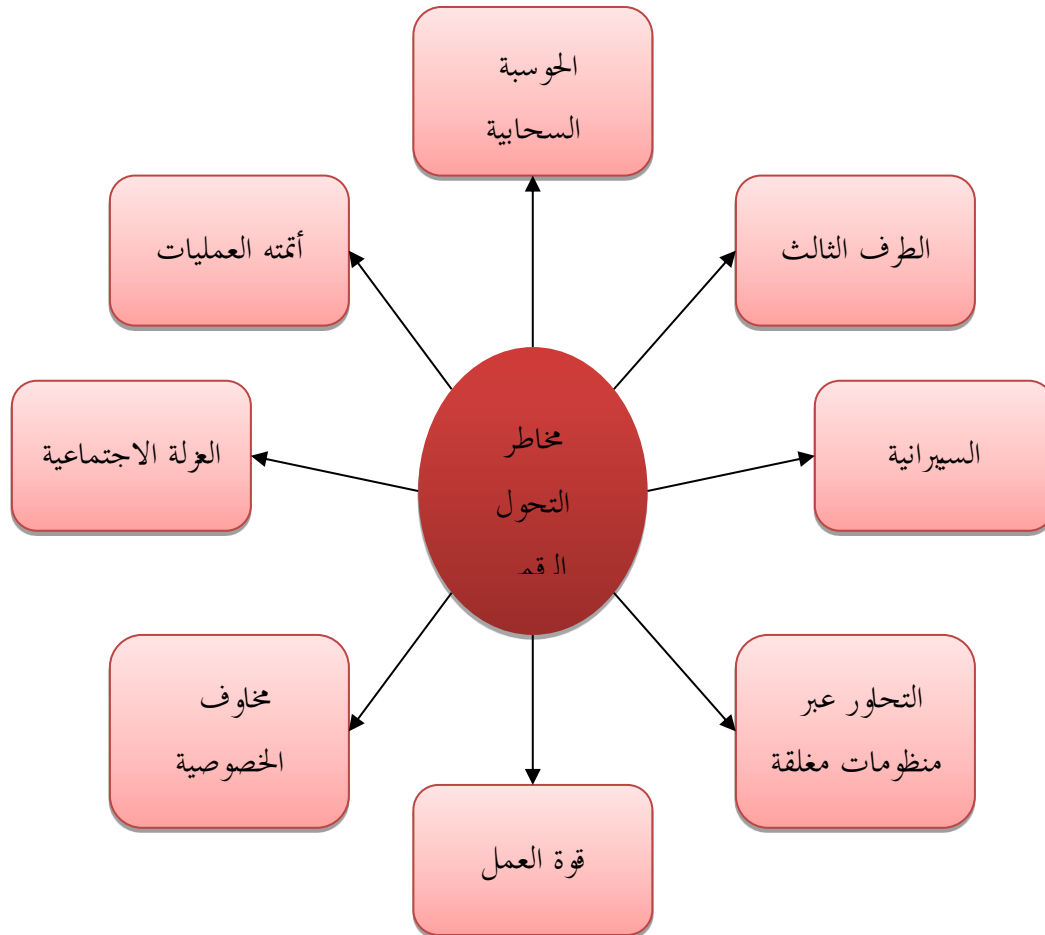 الحوسبة
السحابية
الطرف الثالث
أتمته العمليات
السيبرانية
العزلة الاجتماعية
مخاطر
التحول
التحاور عبر
منظومات مغلقة
مخاوف
الخصوصية
قوة العمل